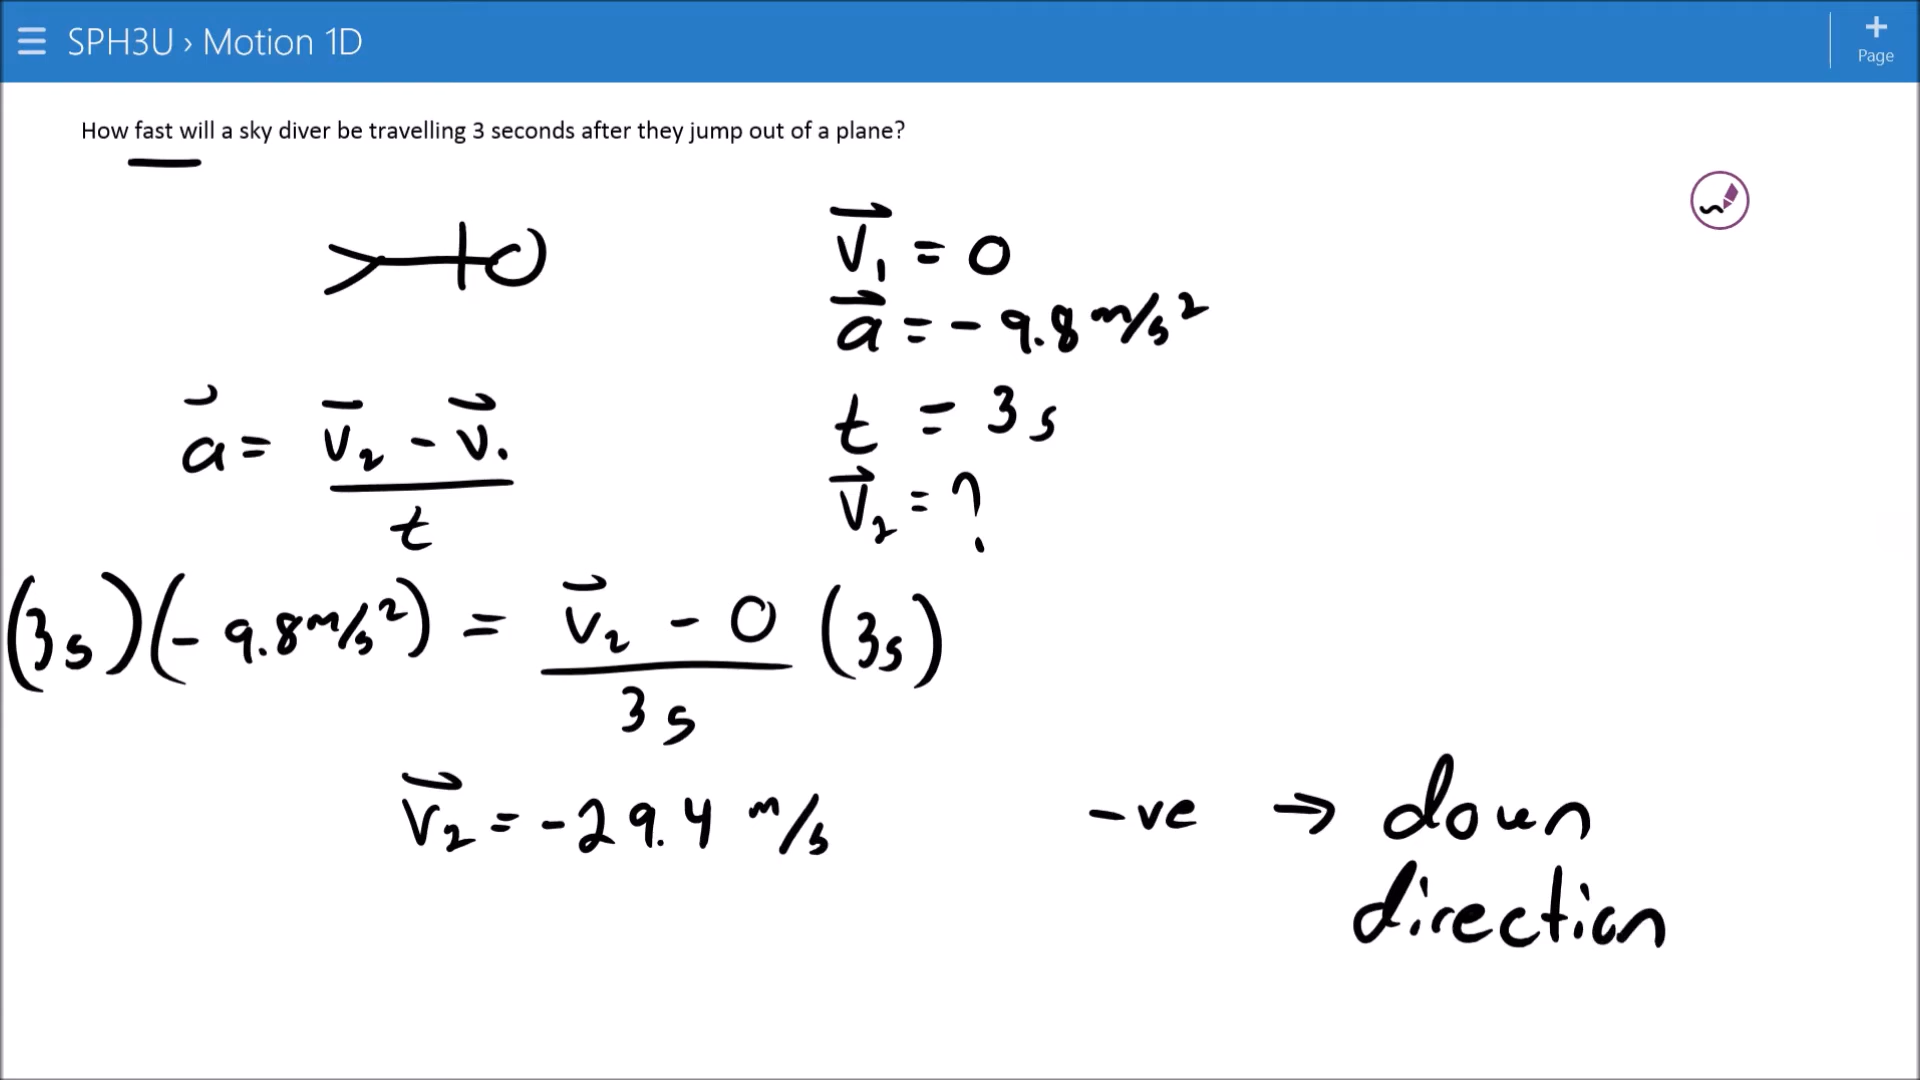 SPH3U › Motion 1D
+
Page
How fast will a sky diver be travelling 3 seconds after they jump out of a plane?
v⃗₁ = 0
a⃗ = - 9.8 m/s²
t = 3s
v⃗₂ = ?
a⃗ = (v⃗₂ - v⃗₁) / t
(3s)(- 9.8 m/s²) = (v⃗₂ - 0) / 3s (3s)
v⃗₂ = -29.4 m/s
-ve → down
direction